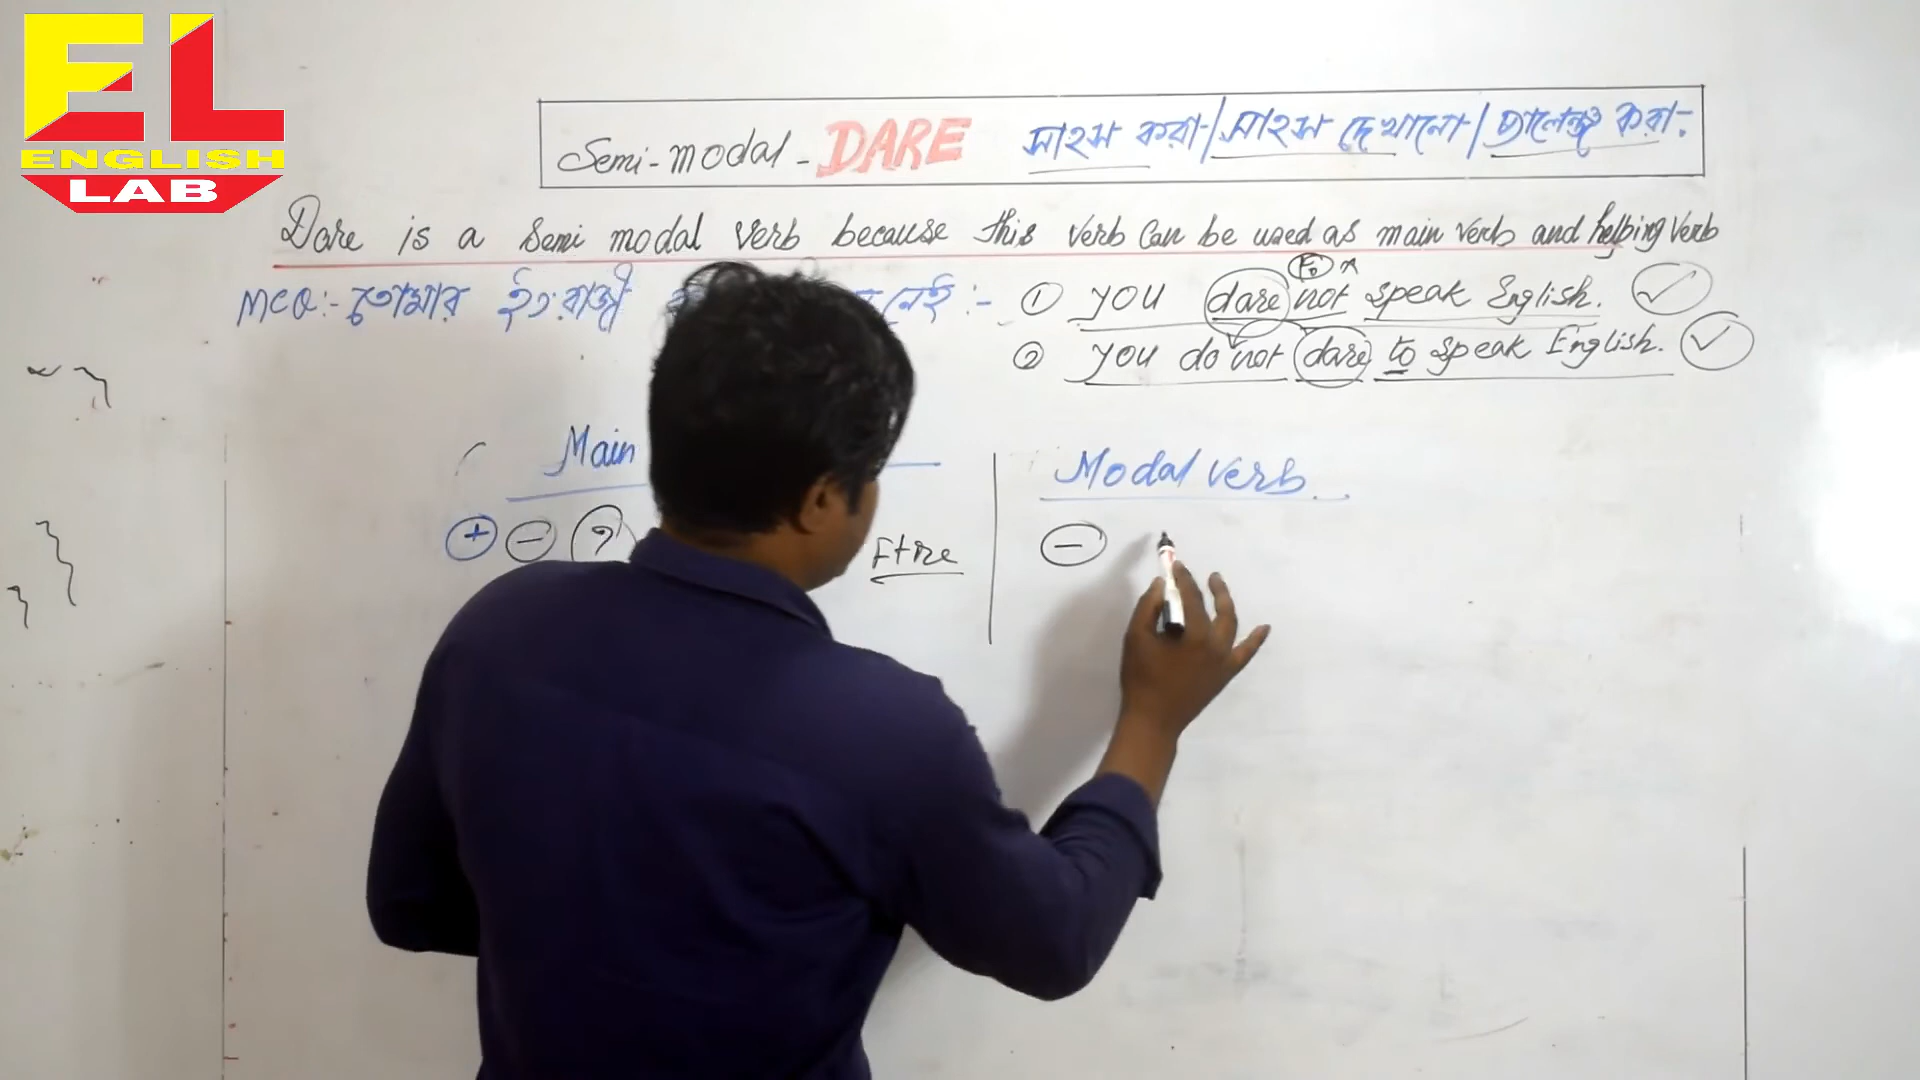 EL
ENGLISH
LAB
Semi-modal - DARE সাহস করা / সাহস দেখানো / চ্যালেঞ্জ করা:
Dare is a semi modal verb because this verb can be used as main verb and helping verb
MCQ:- তোমার ইংরাজী নেই :- ① you dare not speak English.
② you do not dare to speak English.
Main
Modal verb
+ - ?
-